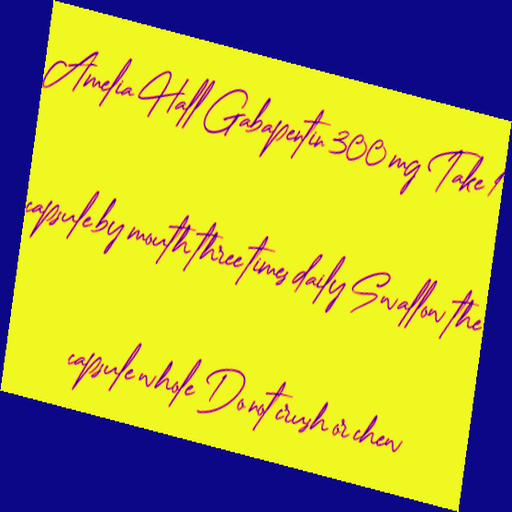 Amelia Hall Gabapentin 300 mg Take 1
capsule by mouth three times daily Swallow the
capsule whole Do not crush or chew